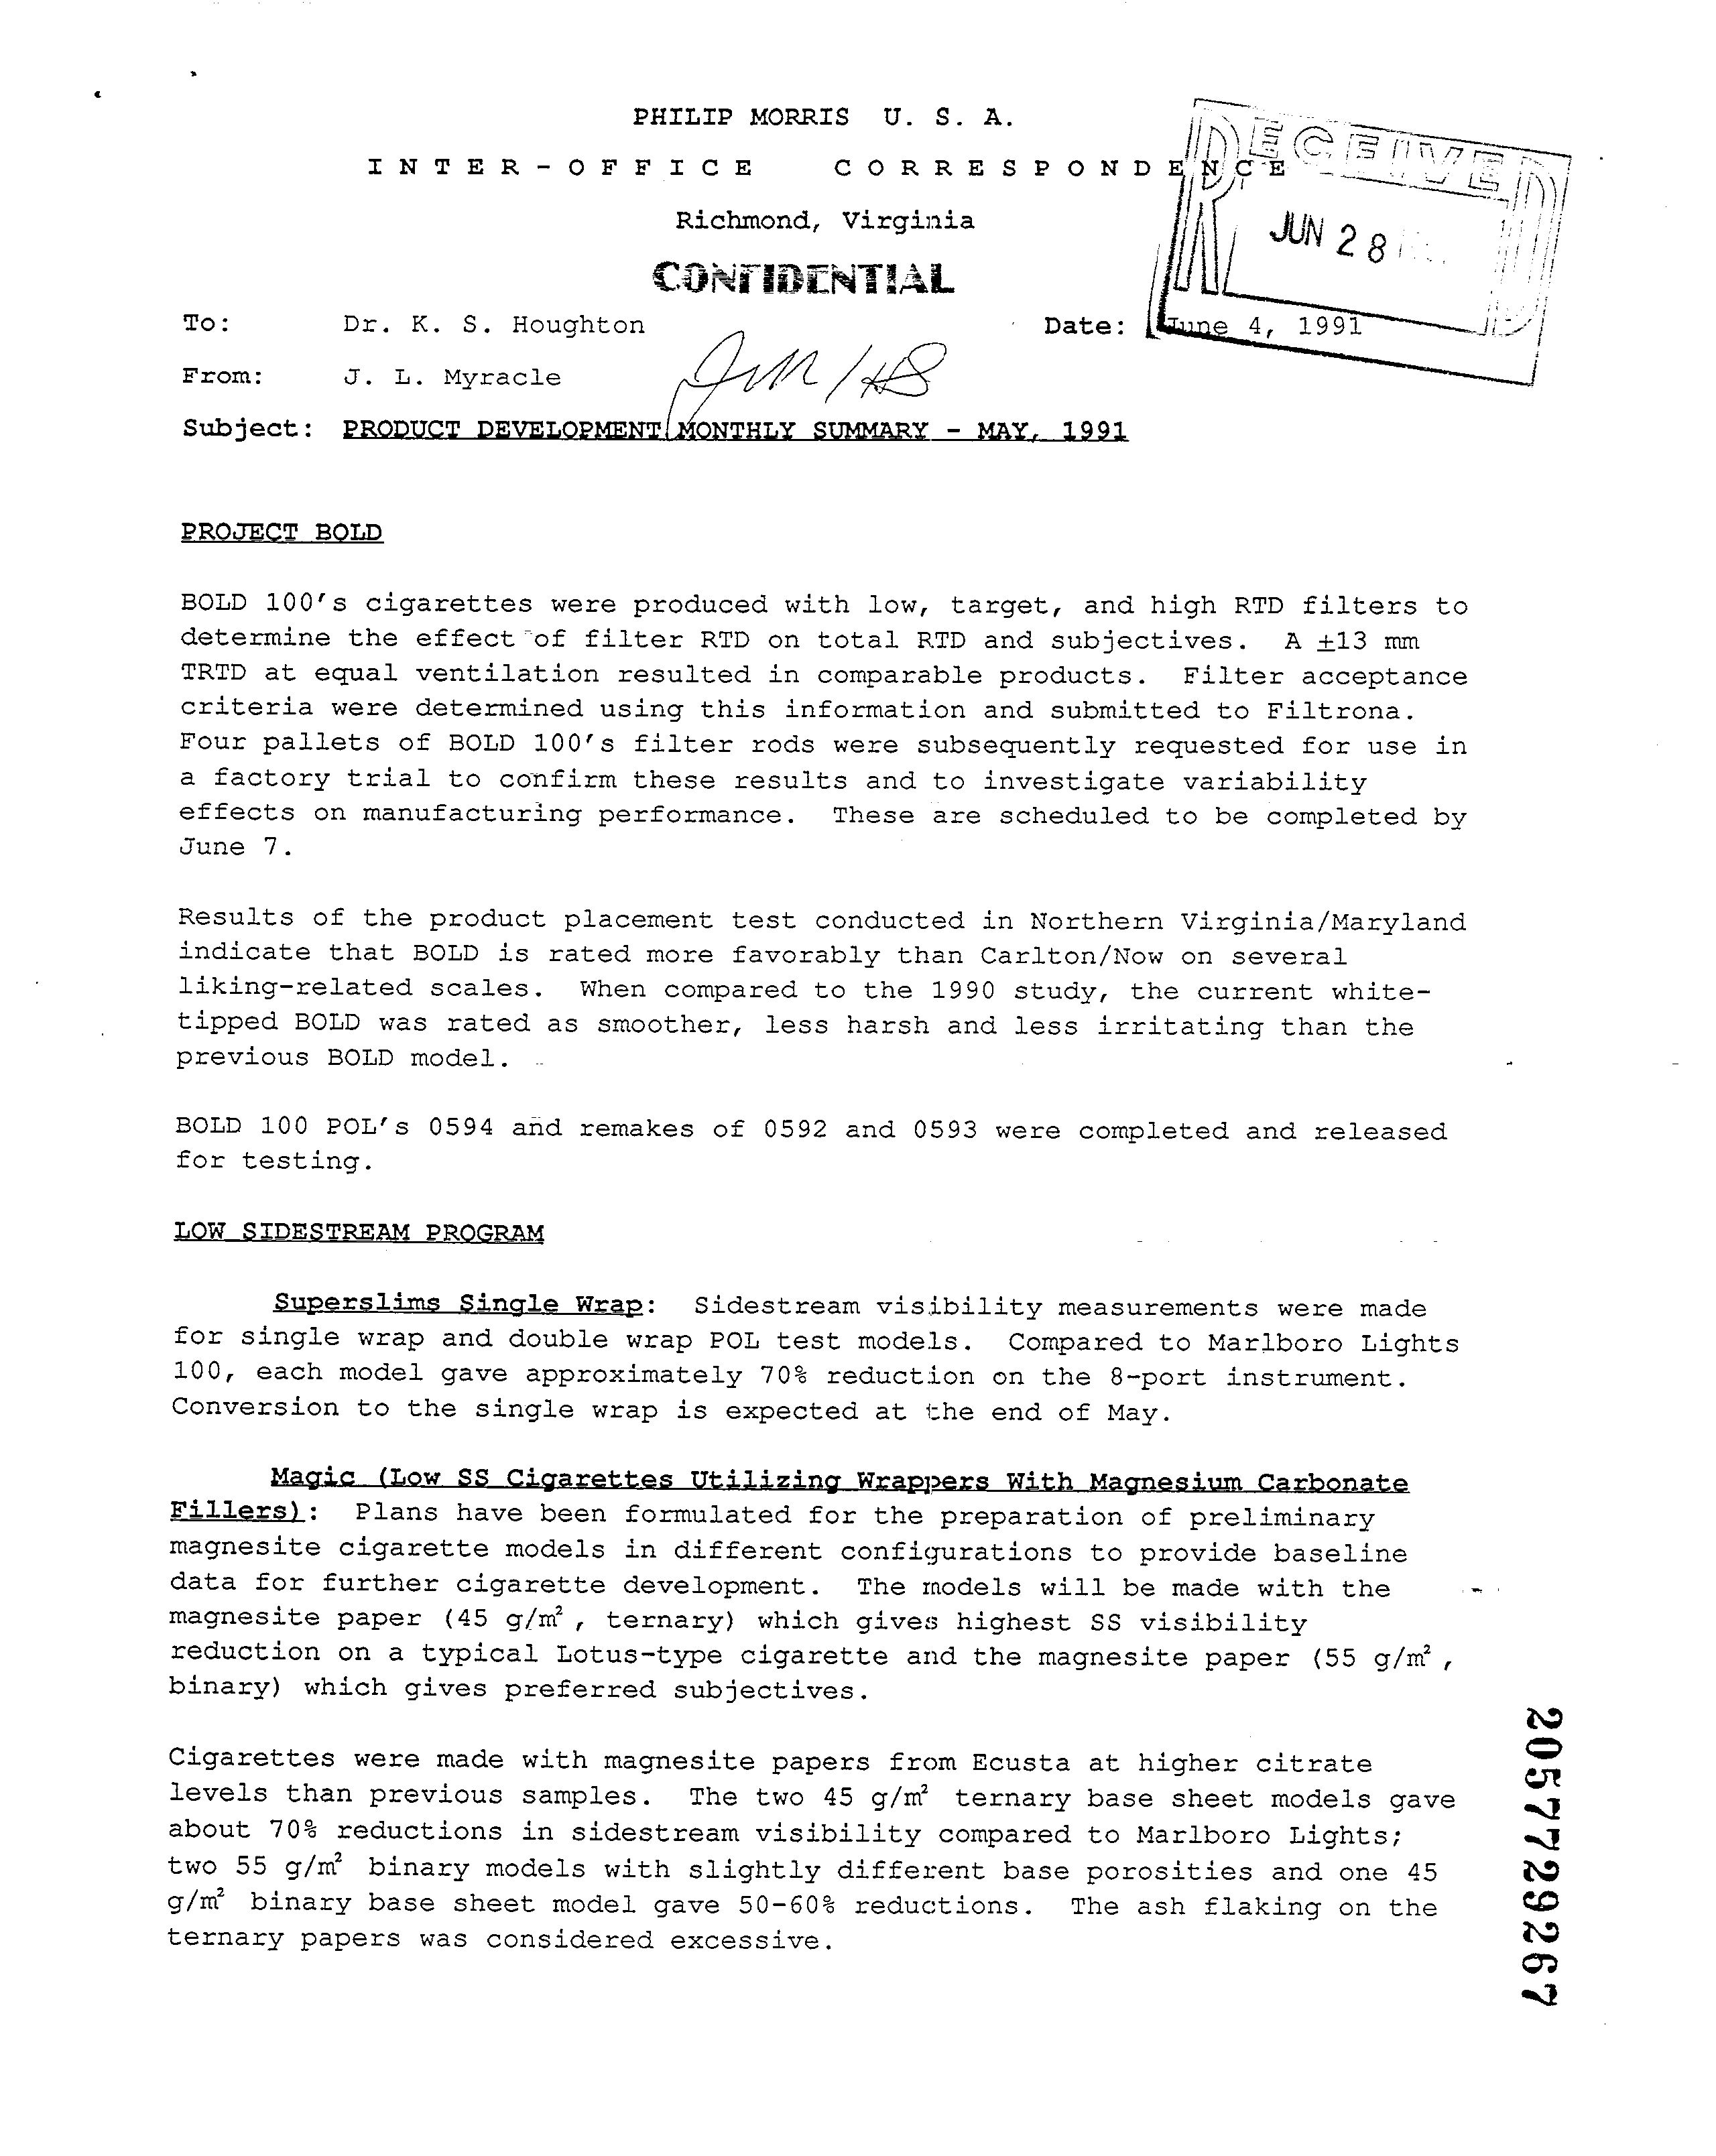 PHILIP MORRIS U. S. A.
INTER-OFFICE CORRESPONDENCE
RECEIVED
Richmond, Virginia
JUN 28
CONFIDENTIAL
To: Dr. K. S. Houghton Date: June 4, 1991
From: J. L. Myracle
Subject: PRODUCT DEVELOPMENT MONTHLY SUMMARY - MAY, 1991
PROJECT BOLD
BOLD 100's cigarettes were produced with low, target, and high RTD filters to
determine the effect of filter RTD on total RTD and subjectives. A ±13 mm
TRTD at equal ventilation resulted in comparable products. Filter acceptance
criteria were determined using this information and submitted to Filtrona.
Four pallets of BOLD 100's filter rods were subsequently requested for use in
a factory trial to confirm these results and to investigate variability
effects on manufacturing performance. These are scheduled to be completed by
June 7.
Results of the product placement test conducted in Northern Virginia/Maryland
indicate that BOLD is rated more favorably than Carlton/Now on several
liking-related scales. When compared to the 1990 study, the current white-
tipped BOLD was rated as smoother, less harsh and less irritating than the
previous BOLD model.
BOLD 100 POL's 0594 and remakes of 0592 and 0593 were completed and released
for testing.
LOW SIDESTREAM PROGRAM
Superslims Single Wrap: Sidestream visibility measurements were made
for single wrap and double wrap POL test models. Compared to Marlboro Lights
100, each model gave approximately 70% reduction on the 8-port instrument.
Conversion to the single wrap is expected at the end of May.
Magic (Low SS Cigarettes Utilizing Wrappers With Magnesium Carbonate
Fillers): Plans have been formulated for the preparation of preliminary
magnesite cigarette models in different configurations to provide baseline
data for further cigarette development. The models will be made with the
magnesite paper (45 g/m², ternary) which gives highest SS visibility
reduction on a typical Lotus-type cigarette and the magnesite paper (55 g/m²,
binary) which gives preferred subjectives.
Cigarettes were made with magnesite papers from Ecusta at higher citrate
levels than previous samples. The two 45 g/m² ternary base sheet models gave
about 70% reductions in sidestream visibility compared to Marlboro Lights;
two 55 g/m² binary models with slightly different base porosities and one 45
g/m² binary base sheet model gave 50-60% reductions. The ash flaking on the
ternary papers was considered excessive.
2057729267